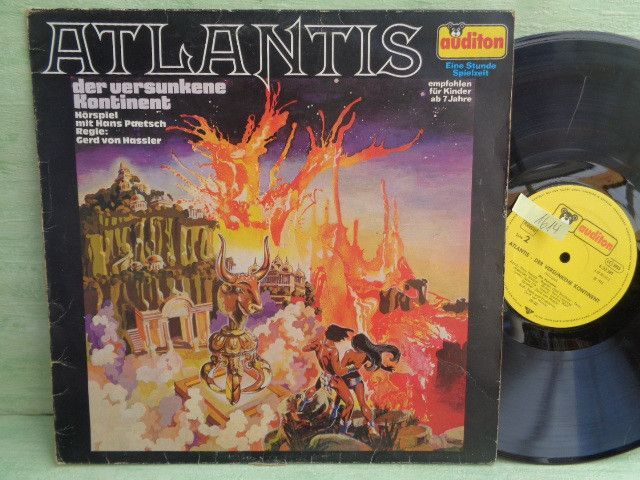 ATLANTIS
der versunkene
Kontinent
Hörspiel
mit Hans Paetsch
Regie:
Gerd von Hassler
auditon
Eine Stunde
Spielzeit
empfohlen
für Kinder
ab 7 Jahre
1614
auditon
2
ATLANTIS · DER VERSUNKENE KONTINENT